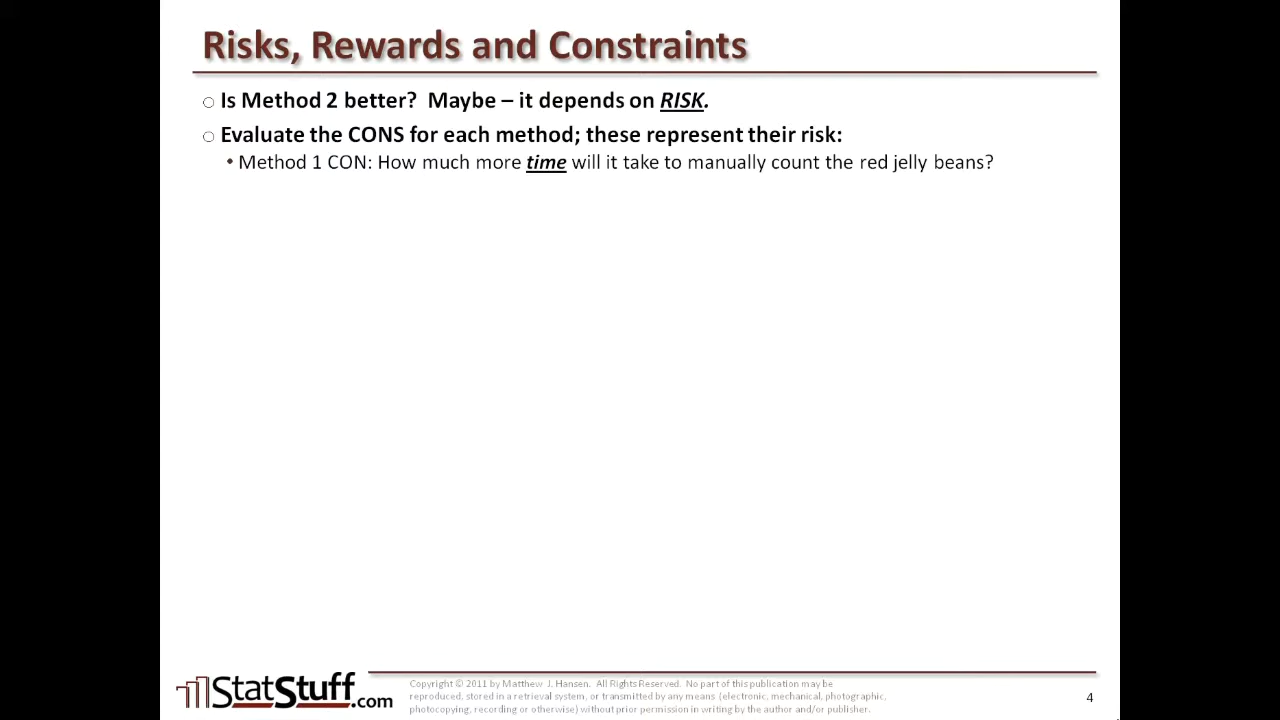 Risks, Rewards and Constraints
○ Is Method 2 better? Maybe – it depends on RISK.
○ Evaluate the CONS for each method; these represent their risk:
• Method 1 CON: How much more time will it take to manually count the red jelly beans?
StatStuff.com
Copyright © 2011 by Matthew J. Hansen. All Rights Reserved. No part of this publication may be
reproduced, stored in a retrieval system, or transmitted by any means (electronic, mechanical, photographic,
photocopying, recording or otherwise) without prior permission in writing by the author and/or publisher.
4